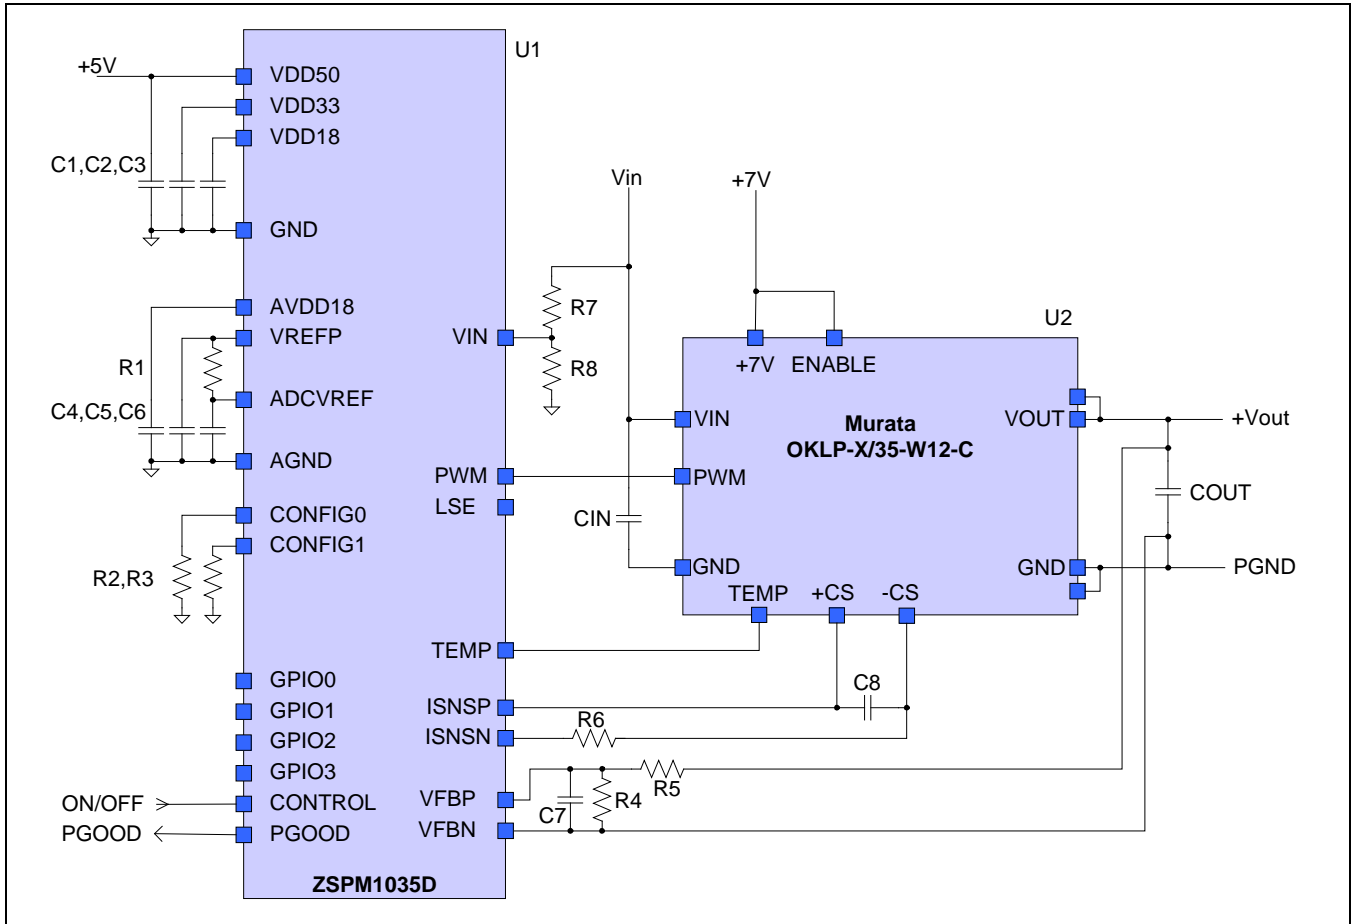 U1
+5V
VDD50
VDD33
VDD18
C1,C2,C3
GND
AVDD18
VREFP
R1
ADCVREF
C4,C5,C6
AGND
CONFIG0
CONFIG1
R2,R3
GPIO0
GPIO1
GPIO2
GPIO3
ON/OFF
CONTROL
PGOOD
PGOOD
VIN
PWM
LSE
TEMP
ISNSP
ISNSN
VFBP
VFBN
ZSPM1035D
Vin
+7V
R7
R8
CIN
U2
+7V
ENABLE
VIN
VOUT
Murata
OKLP-X/35-W12-C
PWM
GND
GND
TEMP
+CS
-CS
+Vout
COUT
PGND
C8
R6
R5
C7
R4